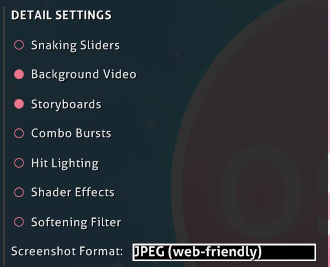 DETAIL SETTINGS
Snaking Sliders
Background Video
Storyboards
Combo Bursts
Hit Lighting
Shader Effects
Softening Filter
Screenshot Format: JPEG (web-friendly)